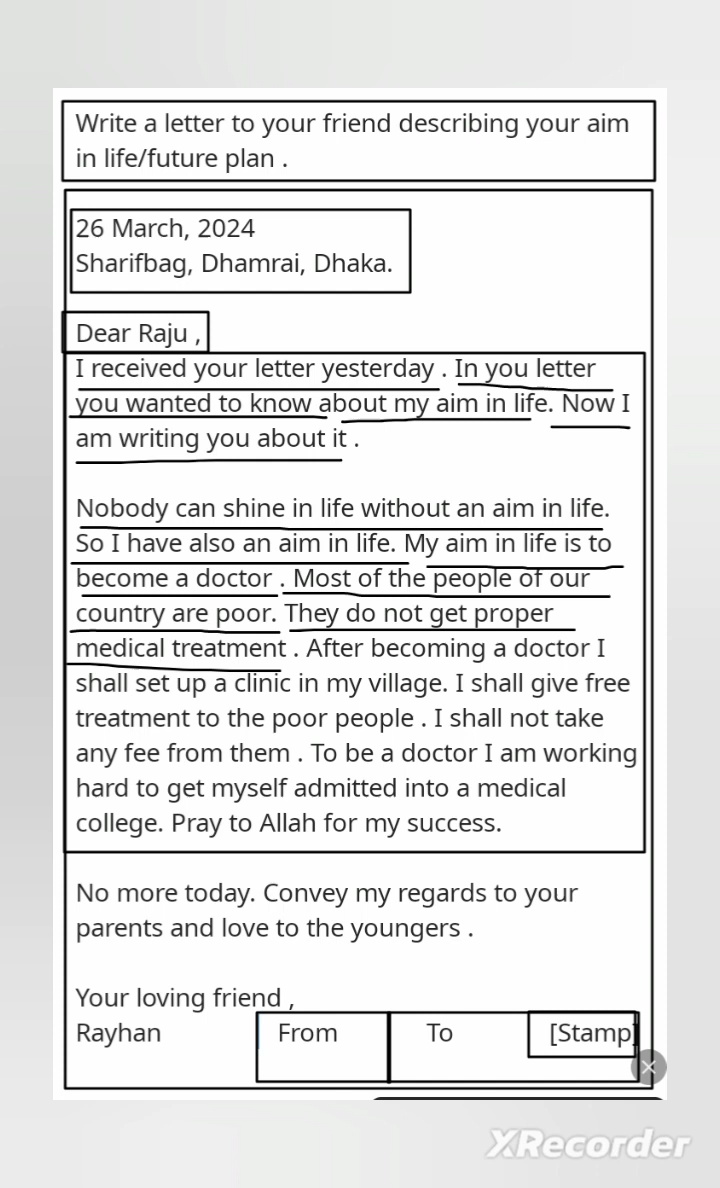 Write a letter to your friend describing your aim
in life/future plan .
26 March, 2024
Sharifbag, Dhamrai, Dhaka.
Dear Raju ,
I received your letter yesterday . In you letter
you wanted to know about my aim in life. Now I
am writing you about it .
Nobody can shine in life without an aim in life.
So I have also an aim in life. My aim in life is to
become a doctor . Most of the people of our
country are poor. They do not get proper
medical treatment . After becoming a doctor I
shall set up a clinic in my village. I shall give free
treatment to the poor people . I shall not take
any fee from them . To be a doctor I am working
hard to get myself admitted into a medical
college. Pray to Allah for my success.
No more today. Convey my regards to your
parents and love to the youngers .
Your loving friend ,
Rayhan From To [Stamp]
XRecorder